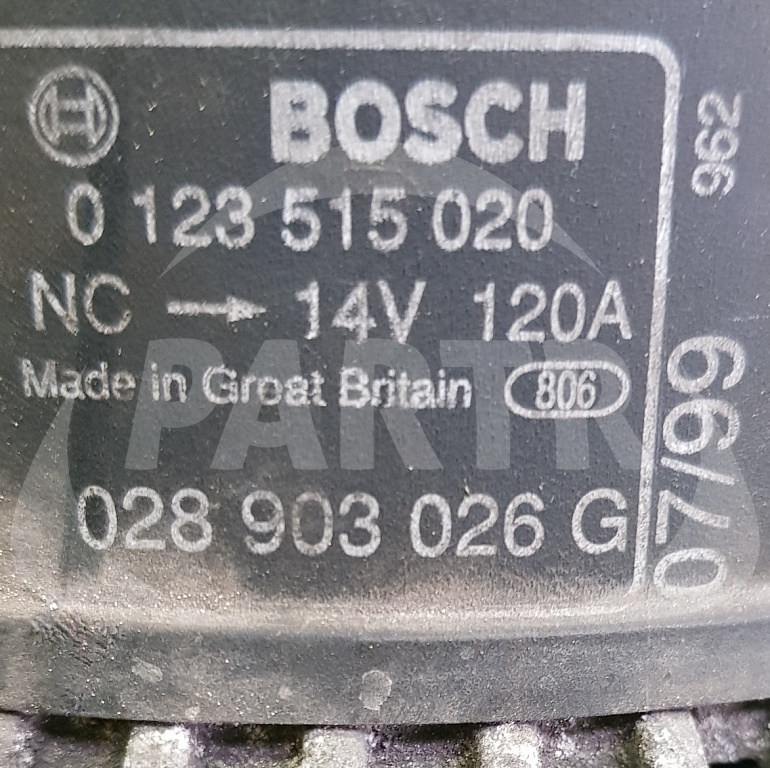 BOSCH
0 123 515 020
NC → 14V 120A
Made in Great Britain 806
028 903 026 G
962
07/99
PARTR